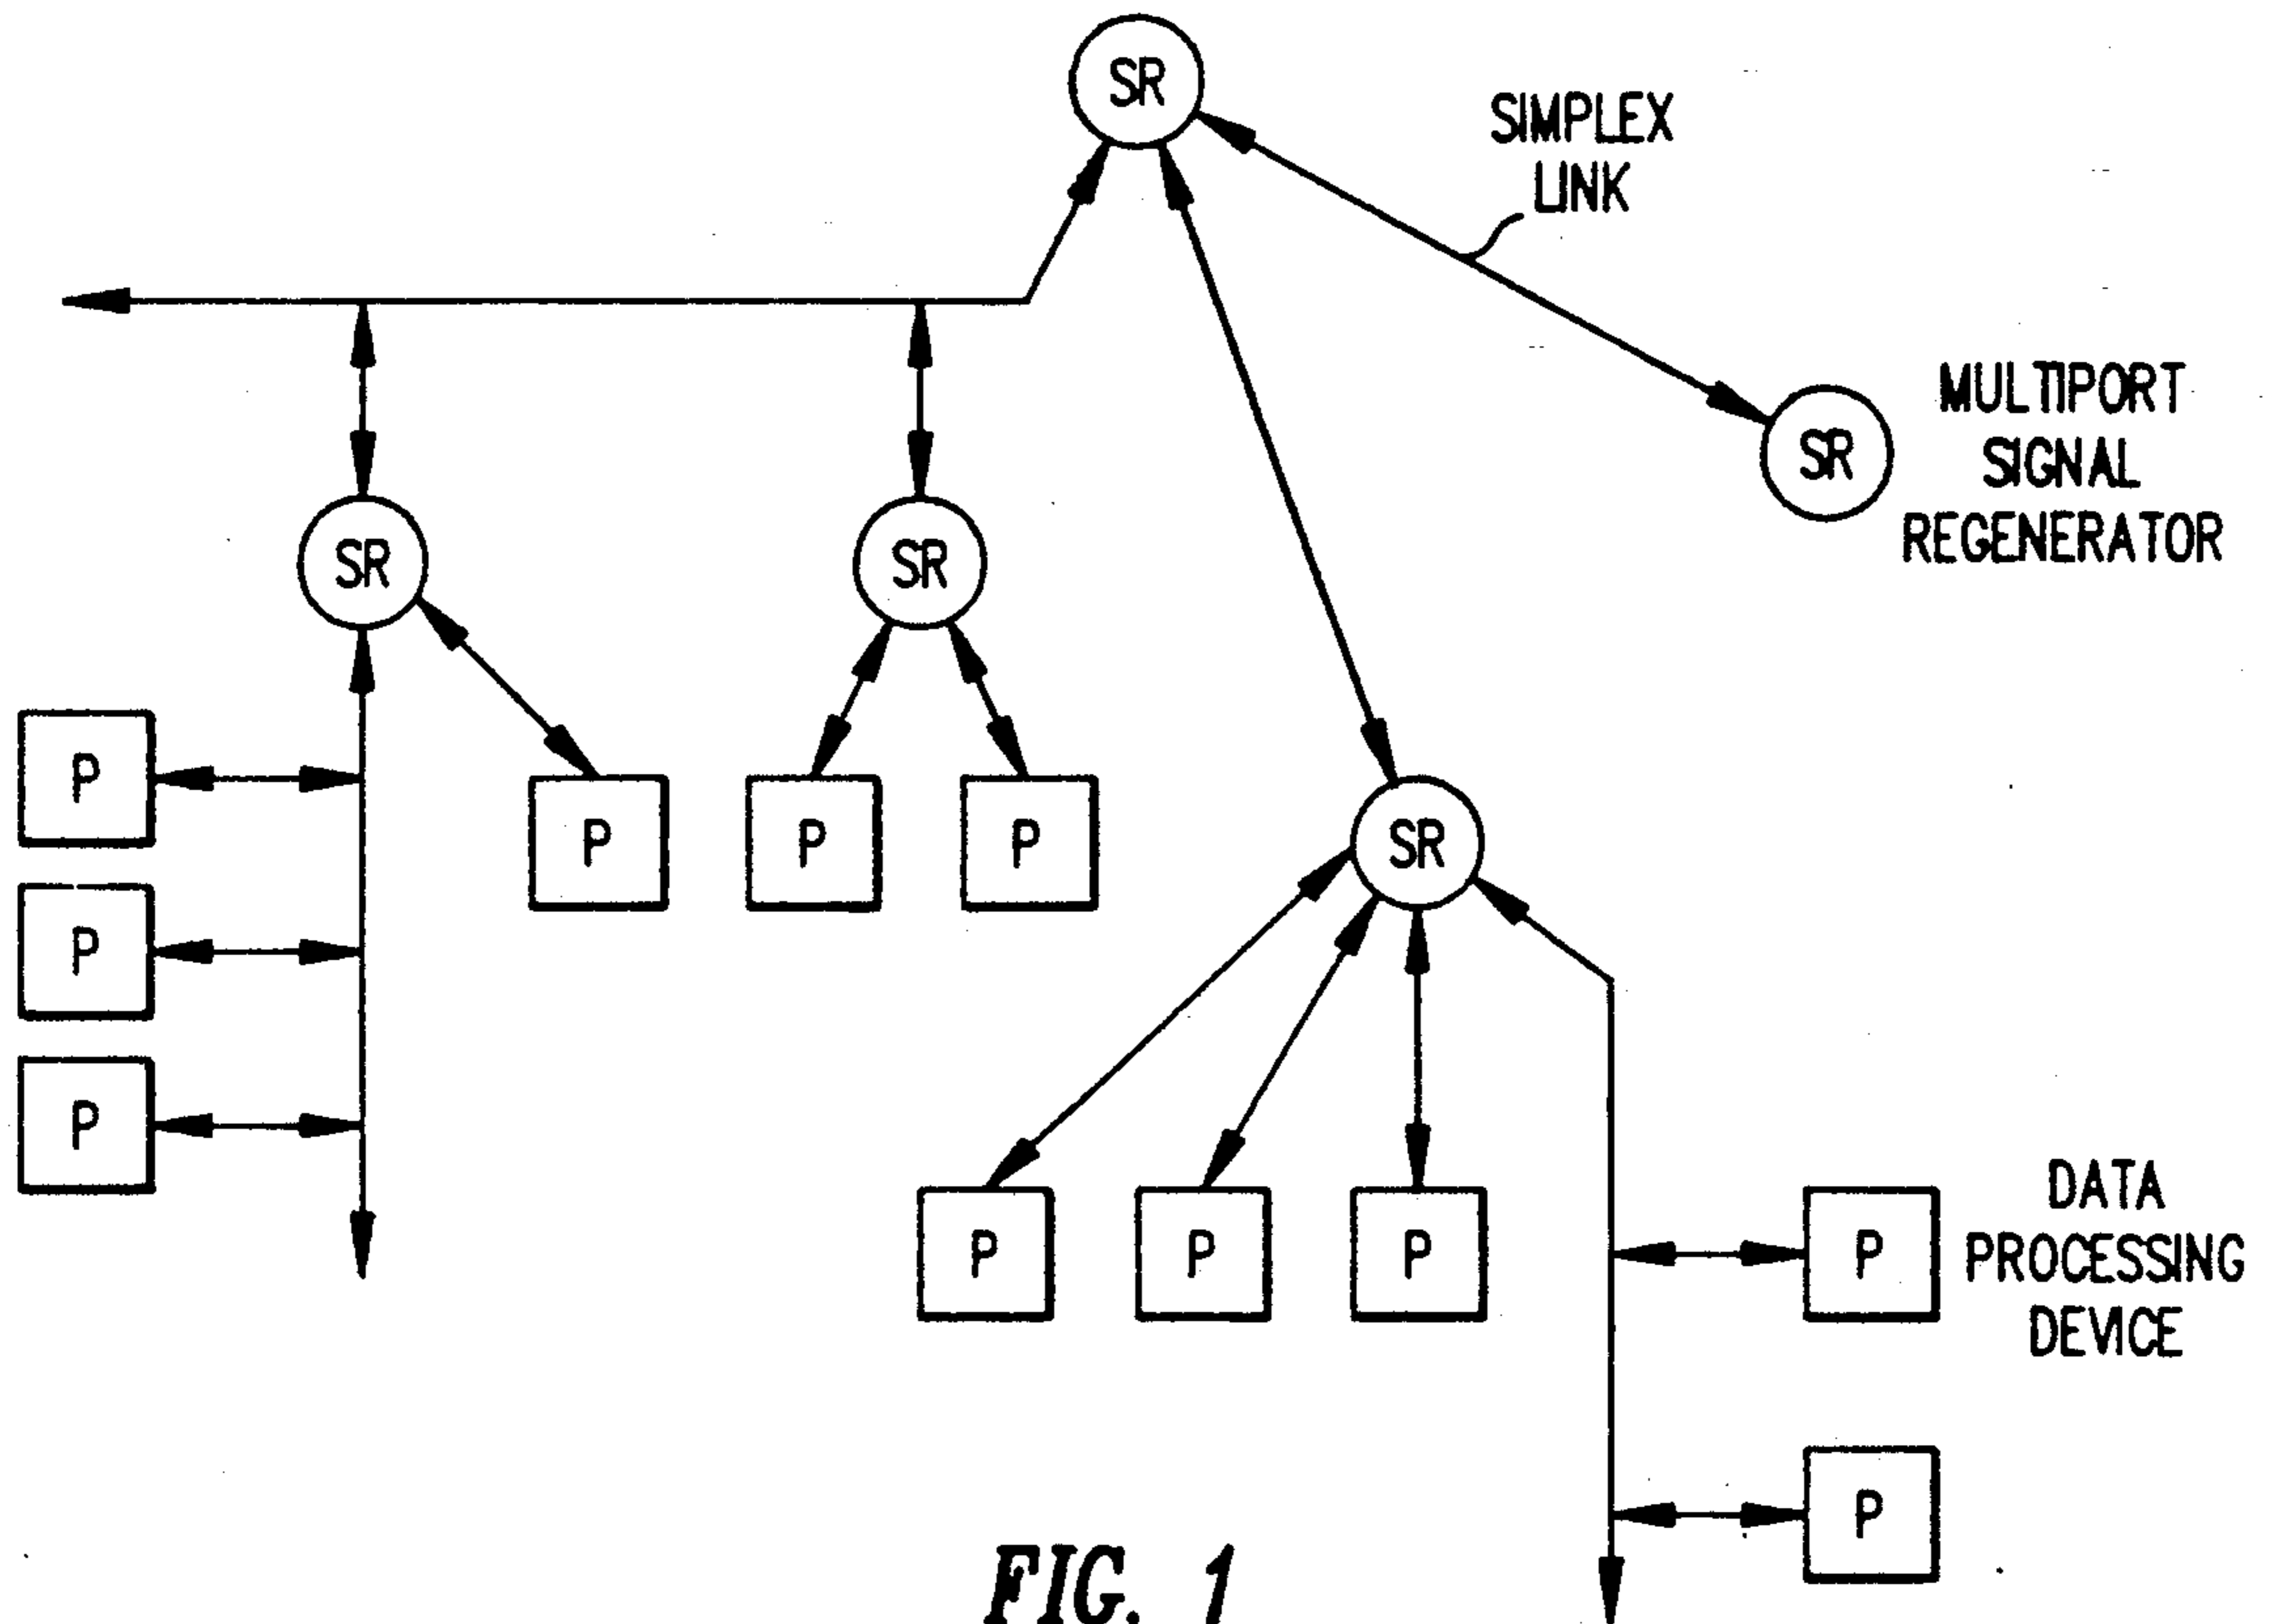 SR
SIMPLEX
LINK
SR
MULTIPORT
SIGNAL
REGENERATOR
SR
SR
P
P
P
P
SR
P
P
P
P
P
P
DATA
PROCESSING
DEVICE
P
FIG. 1